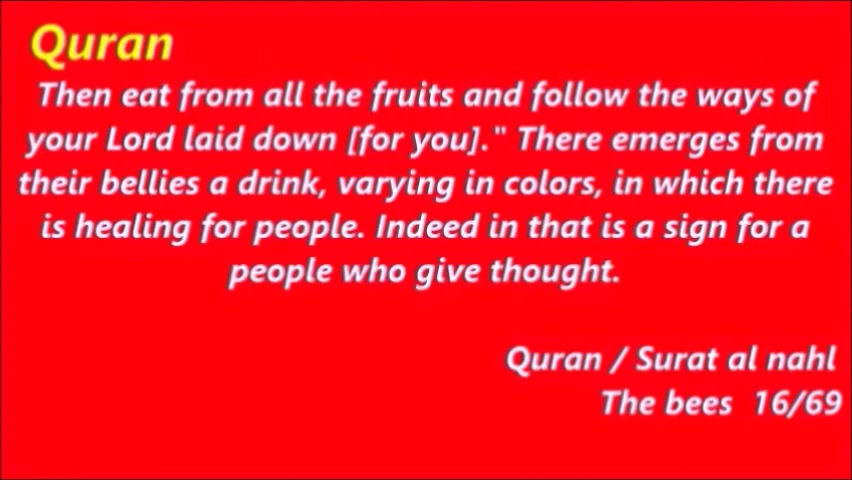 Quran
Then eat from all the fruits and follow the ways of
your Lord laid down [for you]." There emerges from
their bellies a drink, varying in colors, in which there
is healing for people. Indeed in that is a sign for a
people who give thought.
Quran / Surat al nahl
The bees 16/69